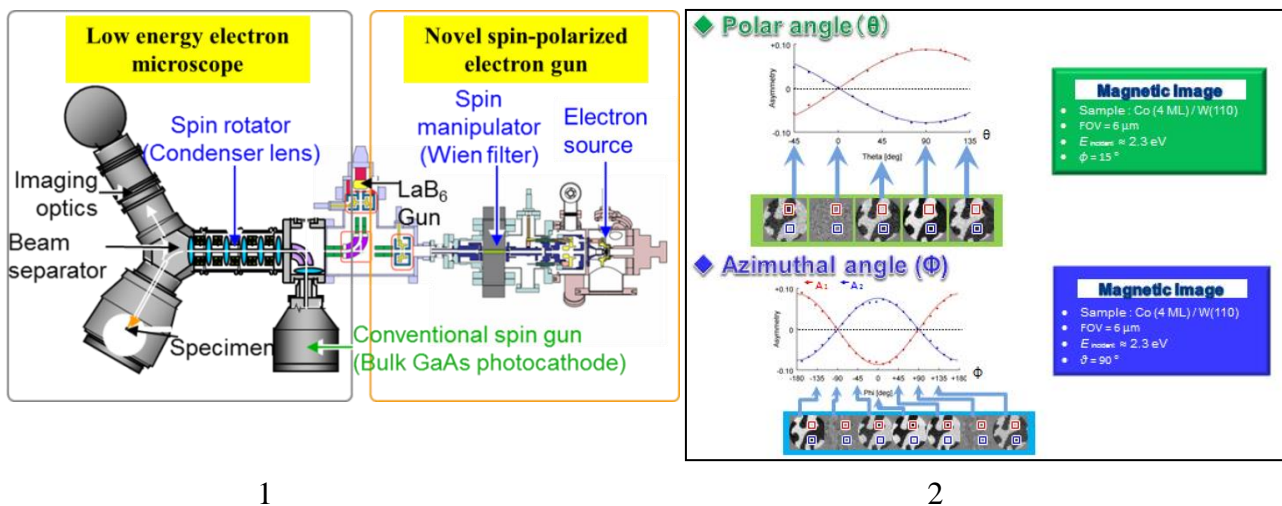 Low energy electron
microscope
Novel spin-polarized
electron gun
Spin rotator
(Condenser lens)
Spin
manipulator
(Wien filter)
Electron
source
Imaging
optics
LaB6
Gun
Beam
separator
Specimen
Conventional spin gun
(Bulk GaAs photocathode)
1
◆ Polar angle (θ)
+0.10
Asymmetry
0
-0.10
-45
0
45
90
135
θ
Theta [deg]
Magnetic Image
• Sample : Co (4 ML) / W(110)
• FOV = 6 μm
• E incident ≈ 2.3 eV
• ϕ = 15 °
◆ Azimuthal angle (Φ)
A1
A2
+0.10
Asymmetry
0
-0.10
-180 -135 -90 -45 0 +45 +90 +135 +180
Φ
Phi [deg]
Magnetic Image
• Sample : Co (4 ML) / W(110)
• FOV = 6 μm
• E incident ≈ 2.3 eV
• ϑ = 90 °
2